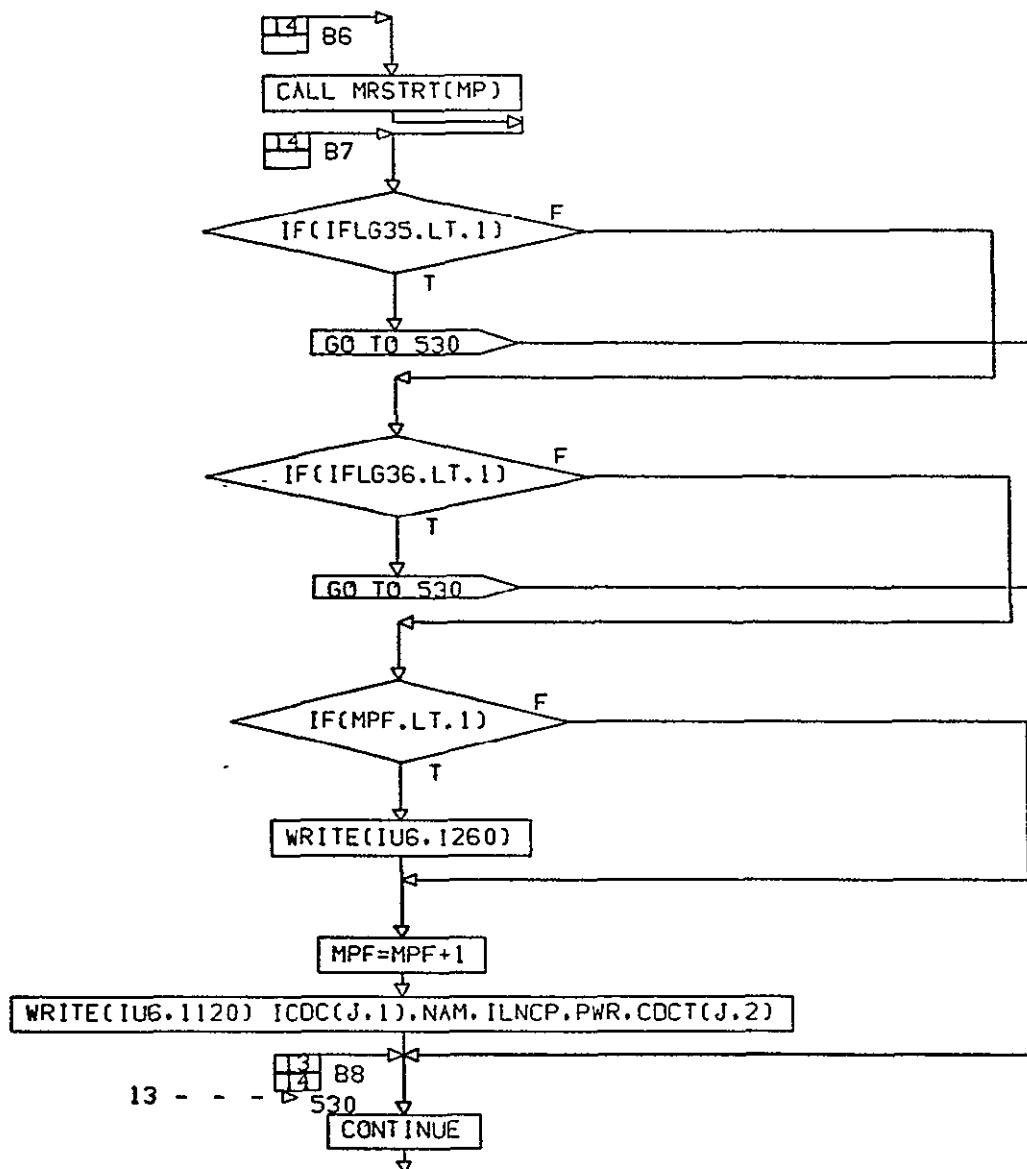 14 B6
CALL MRSTRT(MP)
14 B7
F
IF(IFLG35.LT.1)
T
GO TO 530
F
IF(IFLG36.LT.1)
T
GO TO 530
F
IF(MPF.LT.1)
T
WRITE(IU6.1260)
MPF=MPF+1
WRITE(IU6.1120) ICDC(J.1).NAM.ILNCP.PWR.CDCT(J.2)
13
14 B8
13 - - - 530
CONTINUE